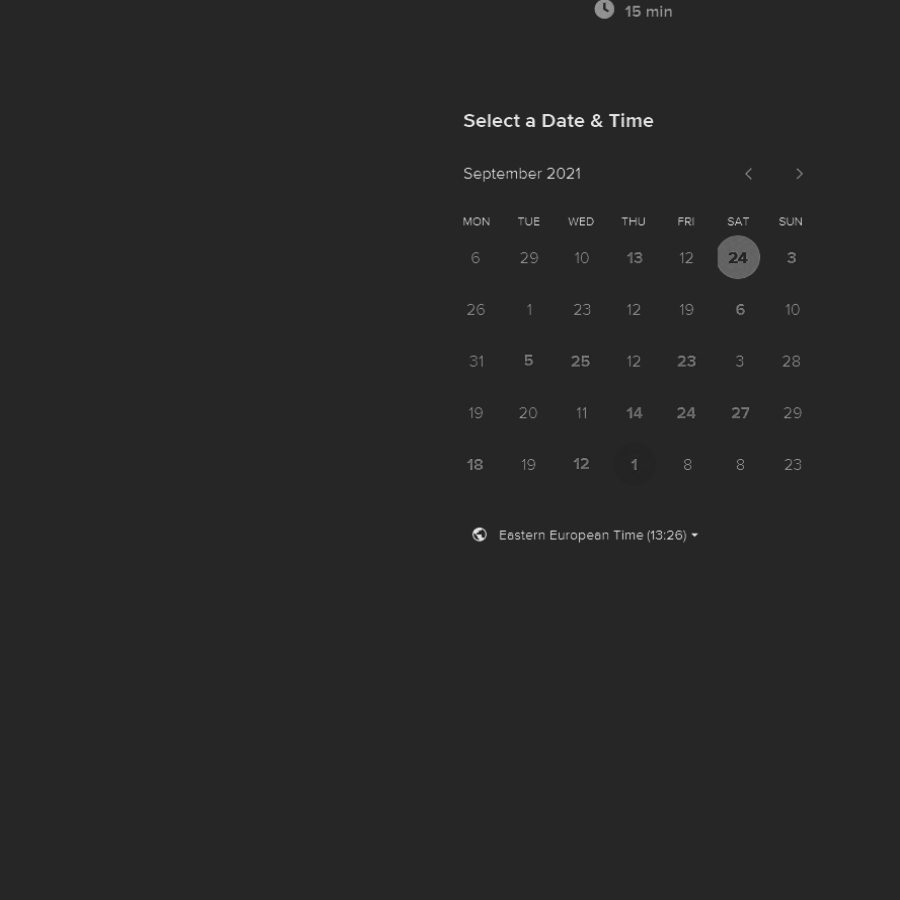 15 min
Select a Date & Time
September 2021
MON TUE WED THU FRI SAT SUN
6 29 10 13 12 24 3
26 1 23 12 19 6 10
31 5 25 12 23 3 28
19 20 11 14 24 27 29
18 19 12 1 8 8 23
Eastern European Time (13:26)